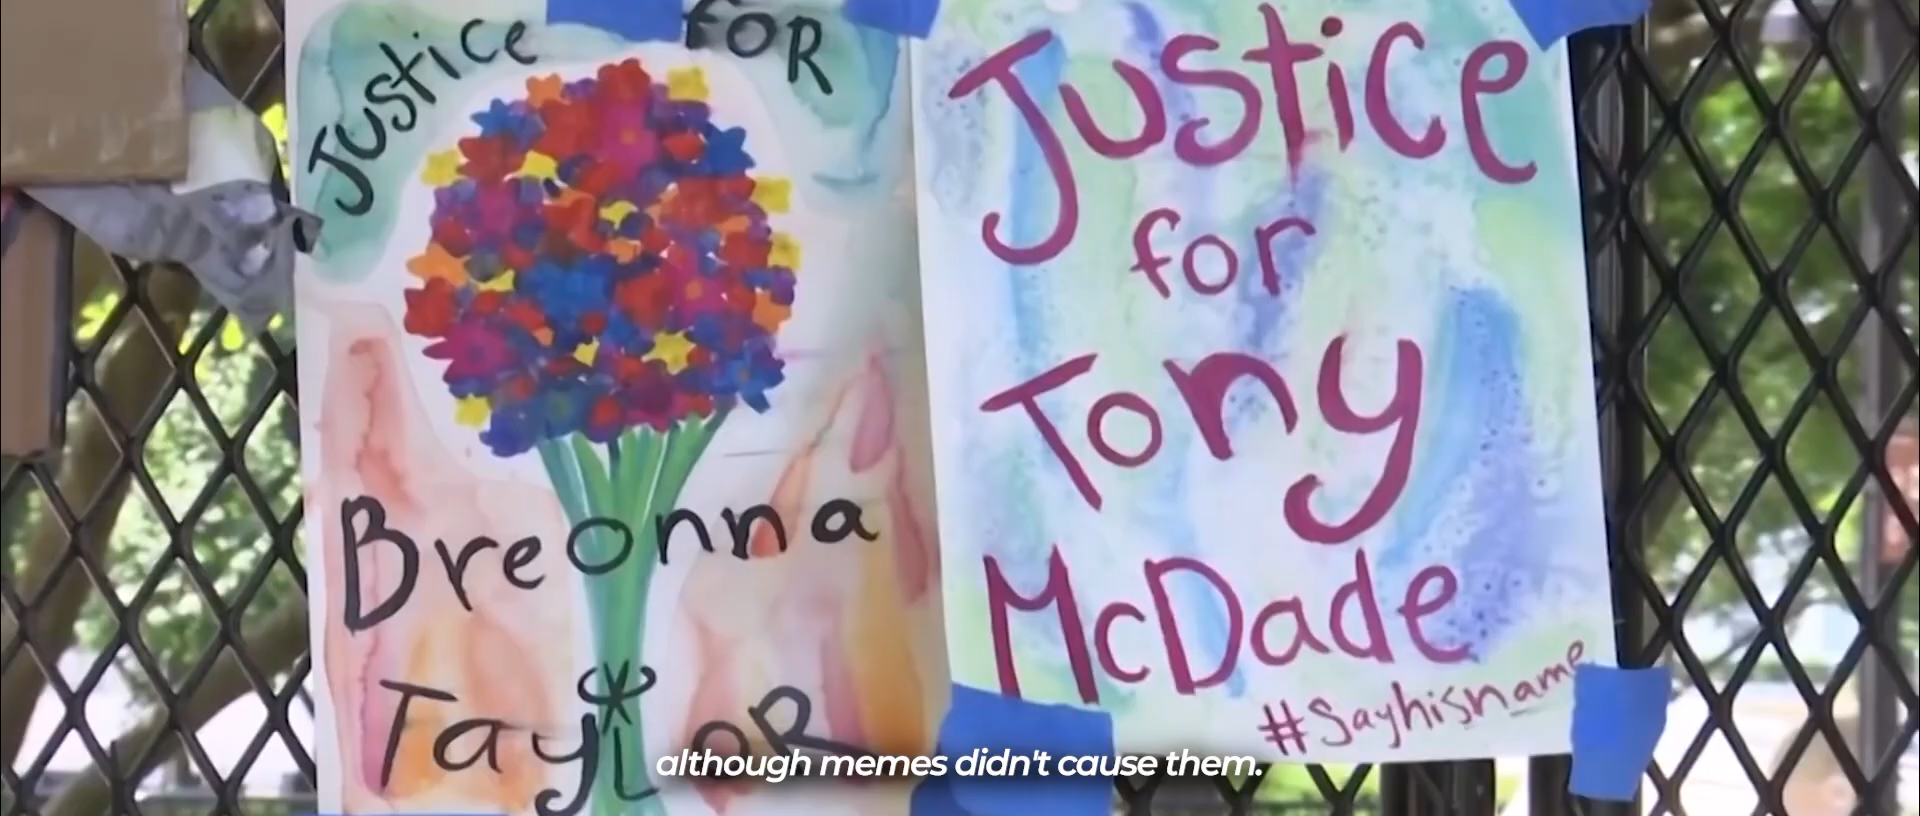 Justice FOR
Breonna
TayLOR
Justice
for
Tony
McDade
#Sayhisname
although memes didn't cause them.